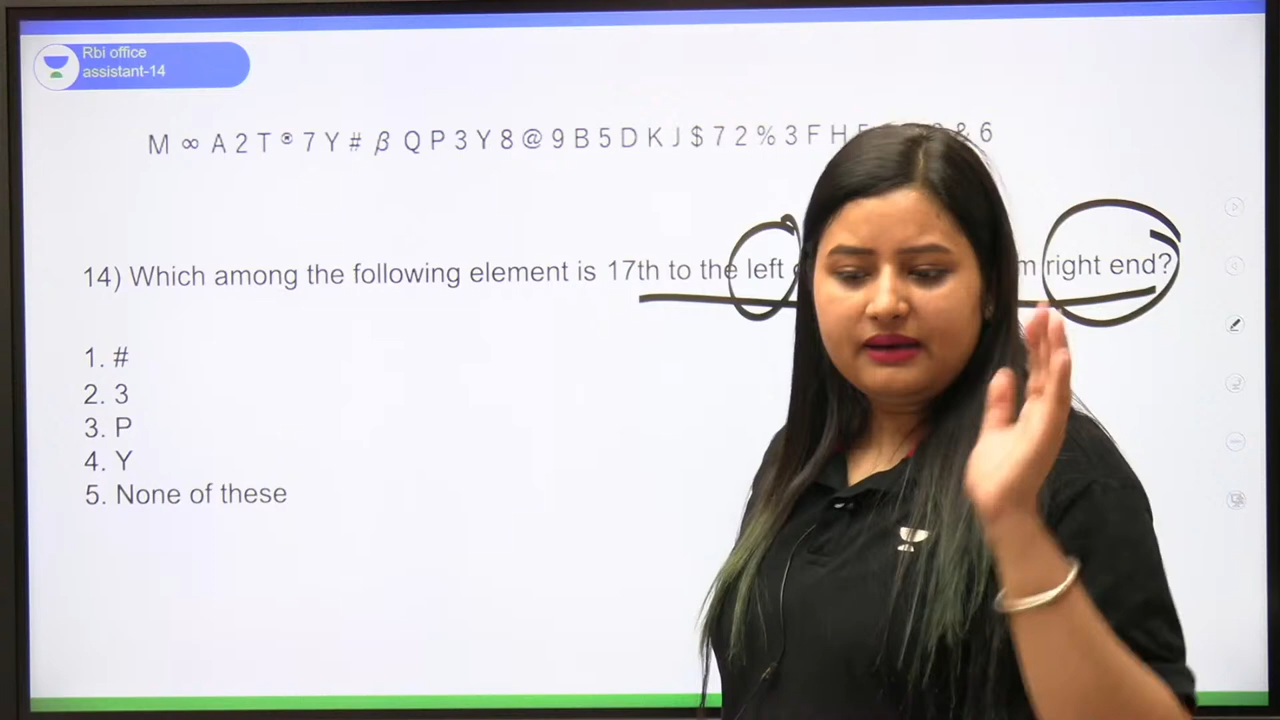 Rbi office
assistant-14
M ∞ A 2 T ® 7 Y # β Q P 3 Y 8 @ 9 B 5 D K J $ 7 2 % 3 F H & 6
14) Which among the following element is 17th to the left right end?
1. #
2. 3
3. P
4. Y
5. None of these